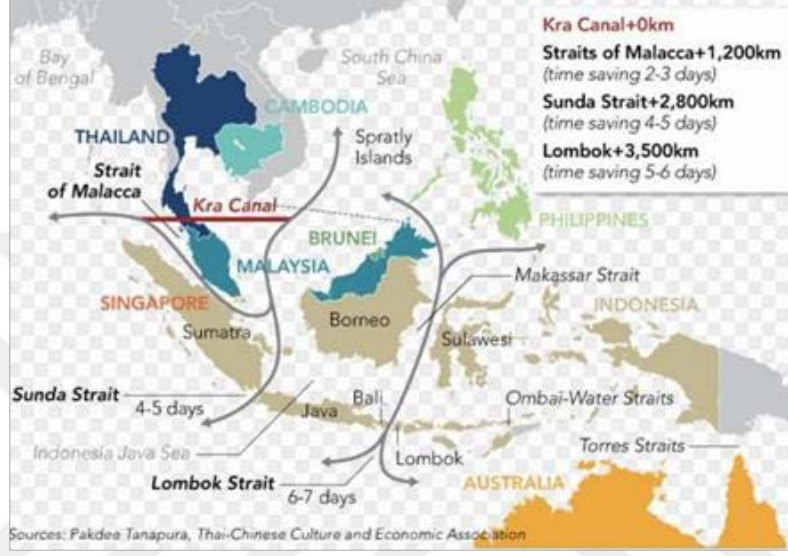 Kra Canal+0km
Straits of Malacca+1,200km
(time saving 2-3 days)
Sunda Strait+2,800km
(time saving 4-5 days)
Lombok+3,500km
(time saving 5-6 days)
Bay
of Bengal
South China
Sea
CAMBODIA
THAILAND
Spratly
Islands
Strait
of Malacca
Kra Canal
PHILIPPINES
BRUNEI
MALAYSIA
Makassar Strait
SINGAPORE
INDONESIA
Sumatra
Borneo
Sulawesi
Sunda Strait
4-5 days
Bali
Java
Ombai-Water Straits
Indonesia Java Sea
Torres Straits
Lombok
Lombok Strait
6-7 days
AUSTRALIA
Sources: Pakdee Tanapura, Thai-Chinese Culture and Economic Association